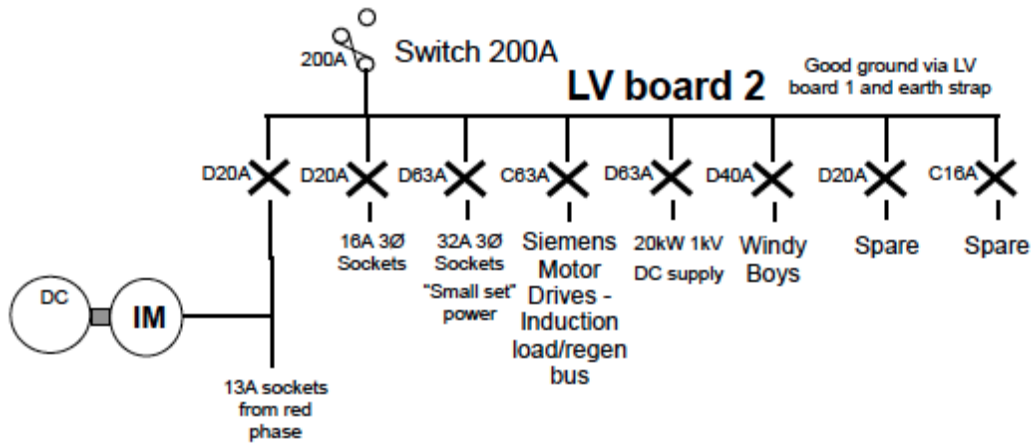 Switch 200A
200A
LV board 2
Good ground via LV
board 1 and earth strap
D20A
D20A
D63A
C63A
D63A
D40A
D20A
C16A
16A 3Ø
Sockets
32A 3Ø
Sockets
"Small set"
power
Siemens
Motor
Drives -
Induction
load/regen
bus
20kW 1kV
DC supply
Windy
Boys
Spare
Spare
DC
IM
13A sockets
from red
phase